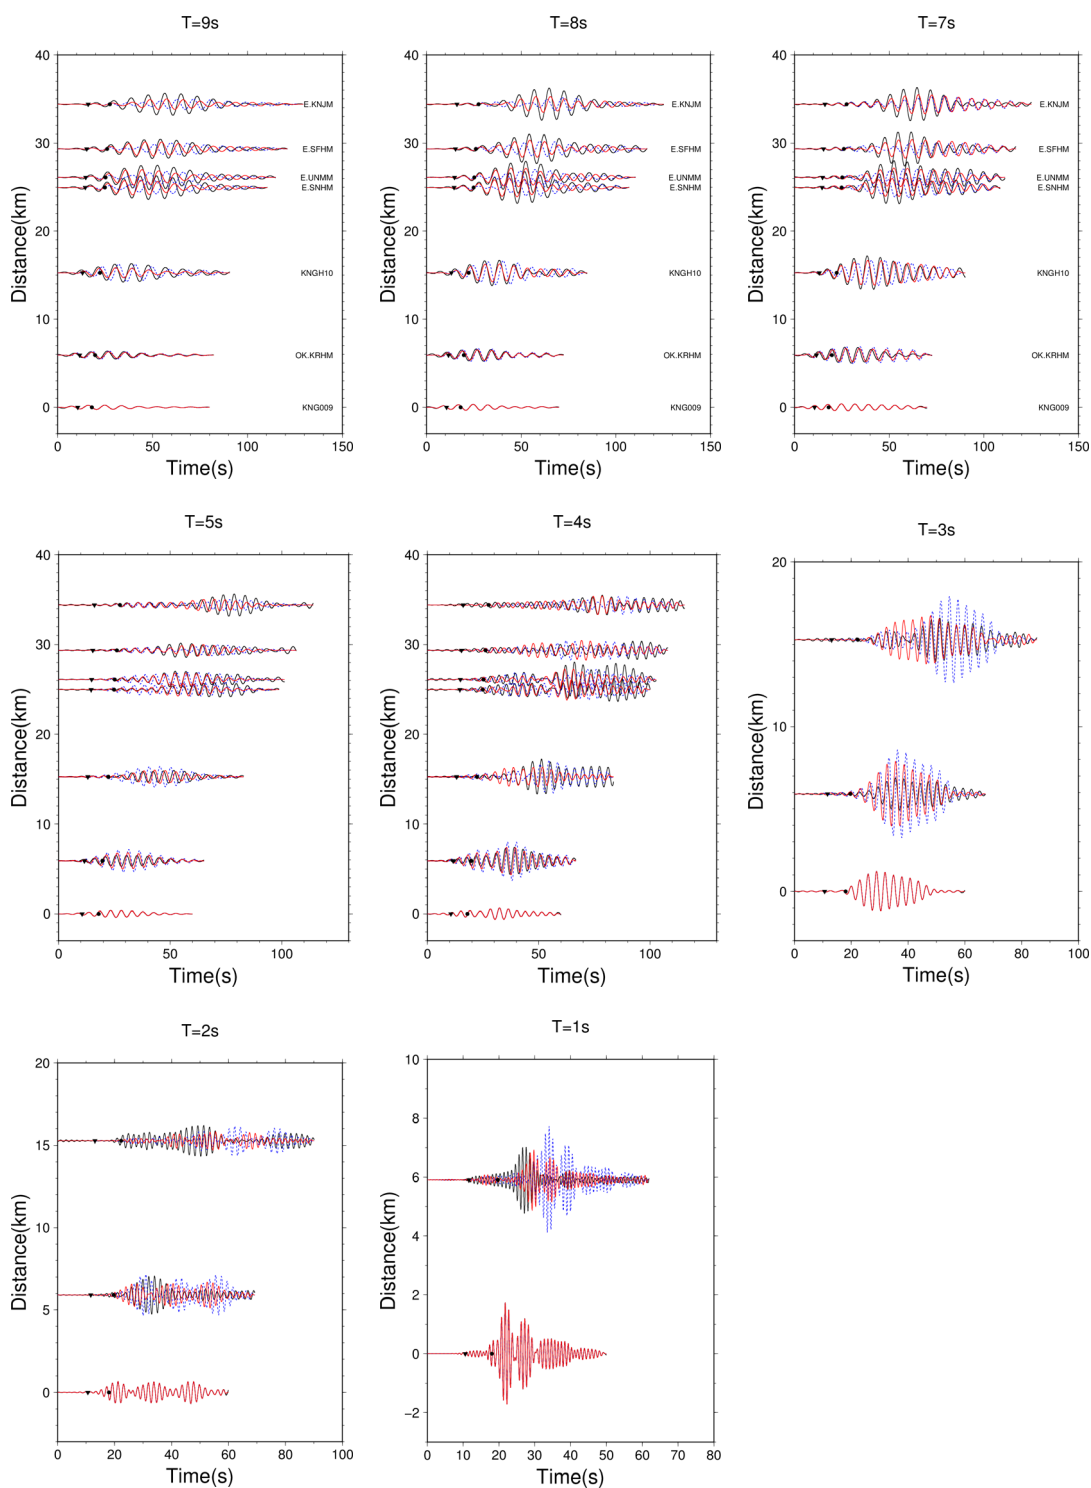 T=9s
T=8s
T=7s
40
30
20
10
0
Distance(km)
E.KNJM
E.SFHM
E.UNMM
E.SNHM
KNGH10
OK.KRHM
KNG009
0 50 100 150
Time(s)
40
30
20
10
0
Distance(km)
E.KNJM
E.SFHM
E.UNMM
E.SNHM
KNGH10
OK.KRHM
KNG009
0 50 100 150
Time(s)
40
30
20
10
0
Distance(km)
E.KNJM
E.SFHM
E.UNMM
E.SNHM
KNGH10
OK.KRHM
KNG009
0 50 100 150
Time(s)
T=5s
T=4s
T=3s
40
30
20
10
0
Distance(km)
0 50 100
Time(s)
40
30
20
10
0
Distance(km)
0 50 100
Time(s)
20
10
0
Distance(km)
0 20 40 60 80 100
Time(s)
T=2s
T=1s
20
15
10
5
0
Distance(km)
0 20 40 60 80 100
Time(s)
10
8
6
4
2
0
−2
Distance(km)
0 10 20 30 40 50 60 70 80
Time(s)